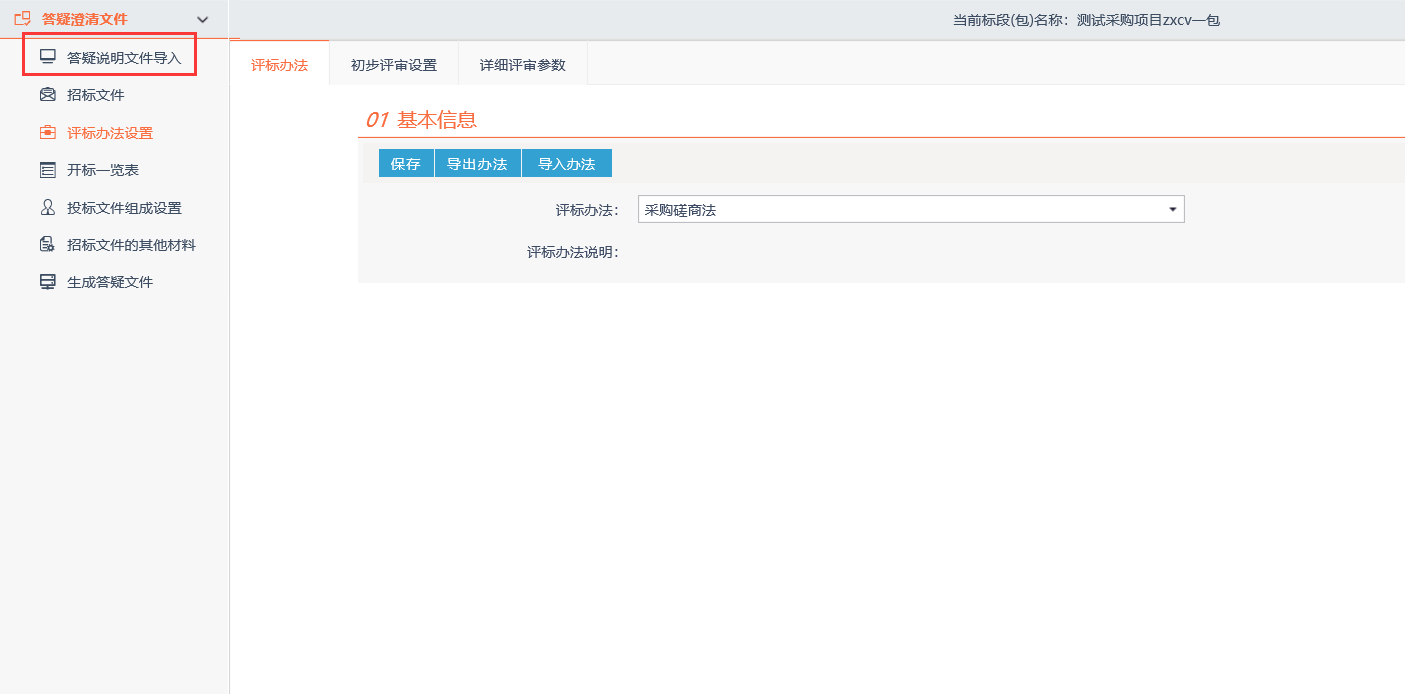 答疑澄清文件
当前标段(包)名称：测试采购项目zxcv一包
答疑说明文件导入
招标文件
评标办法设置
开标一览表
投标文件组成设置
招标文件的其他材料
生成答疑文件
评标办法
初步评审设置
详细评审参数
01 基本信息
保存
导出办法
导入办法
评标办法：
采购磋商法
评标办法说明：